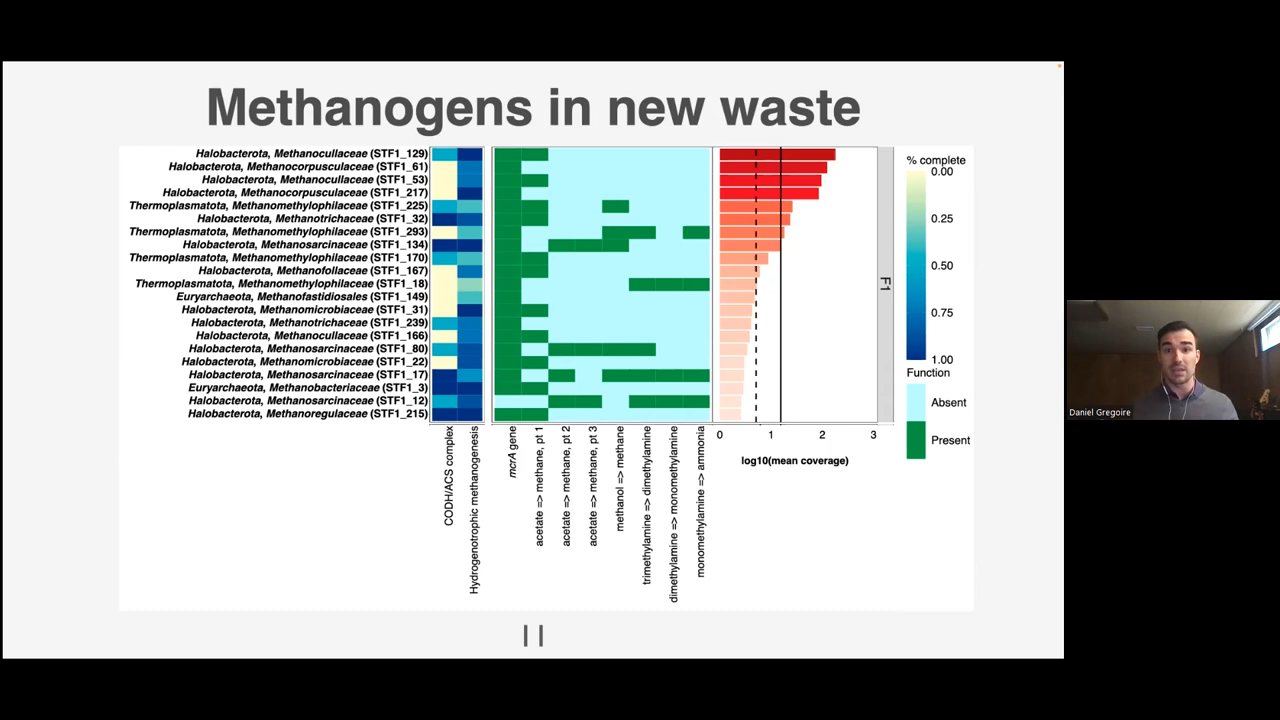 Methanogens in new waste
Halobacterota, Methanocullaceae (STF1_129)
Halobacterota, Methanocorpusculaceae (STF1_61)
Halobacterota, Methanocullaceae (STF1_53)
Halobacterota, Methanocorpusculaceae (STF1_217)
Thermoplasmatota, Methanomethylophilaceae (STF1_225)
Halobacterota, Methanotrichaceae (STF1_32)
Thermoplasmatota, Methanomethylophilaceae (STF1_293)
Halobacterota, Methanosarcinaceae (STF1_134)
Thermoplasmatota, Methanomethylophilaceae (STF1_170)
Halobacterota, Methanofollaceae (STF1_167)
Thermoplasmatota, Methanomethylophilaceae (STF1_18)
Euryarchaeota, Methanofastidiosales (STF1_149)
Halobacterota, Methanomicrobiaceae (STF1_31)
Halobacterota, Methanotrichaceae (STF1_239)
Halobacterota, Methanocullaceae (STF1_166)
Halobacterota, Methanosarcinaceae (STF1_80)
Halobacterota, Methanomicrobiaceae (STF1_22)
Halobacterota, Methanosarcinaceae (STF1_17)
Euryarchaeota, Methanobacteriaceae (STF1_3)
Halobacterota, Methanosarcinaceae (STF1_12)
Halobacterota, Methanoregulaceae (STF1_215)
CODH/ACS complex
Hydrogenotrophic methanogenesis
mcrA gene
acetate => methane, pt 1
acetate => methane, pt 2
acetate => methane, pt 3
methanol => methane
trimethylamine => dimethylamine
dimethylamine => monomethylamine
monomethylamine => ammonia
0 1 2 3
log10(mean coverage)
F1
% complete
0.00
0.25
0.50
0.75
1.00
Function
Absent
Present
Daniel Gregoire